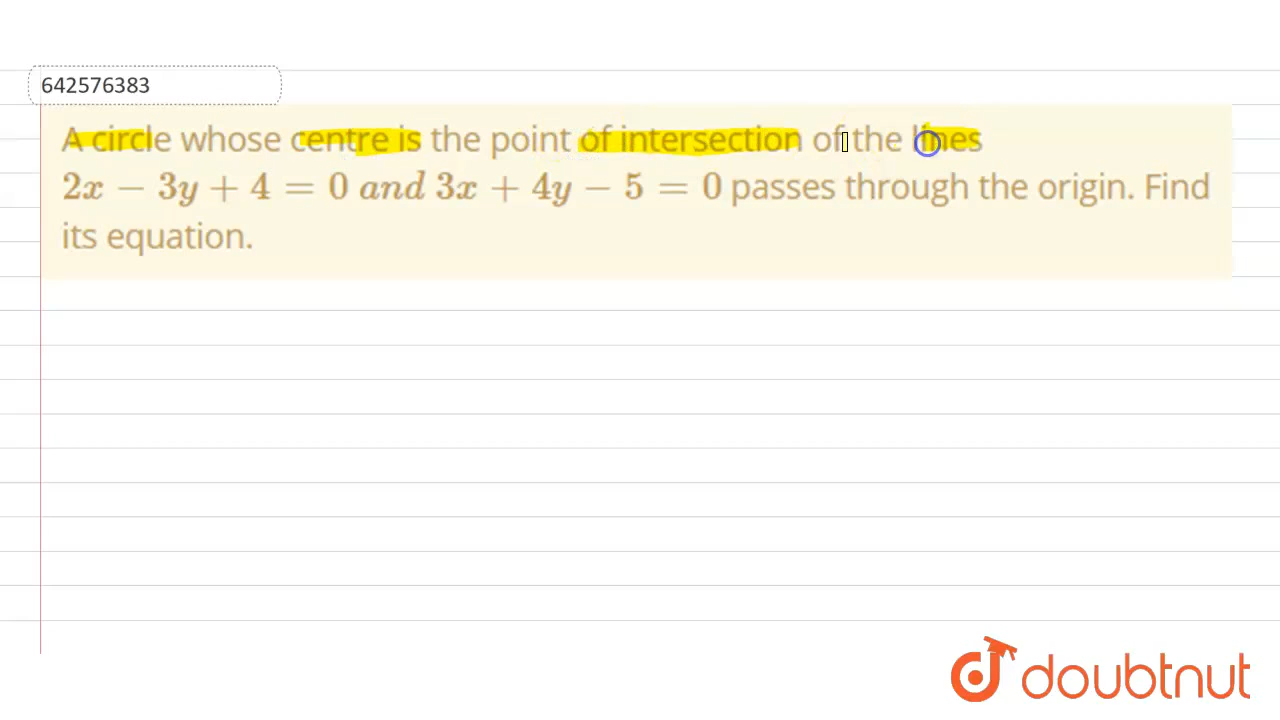 642576383
A circle whose centre is the point of intersection of the lines
2x − 3y + 4 = 0 and 3x + 4y − 5 = 0 passes through the origin. Find
its equation.
doubtnut